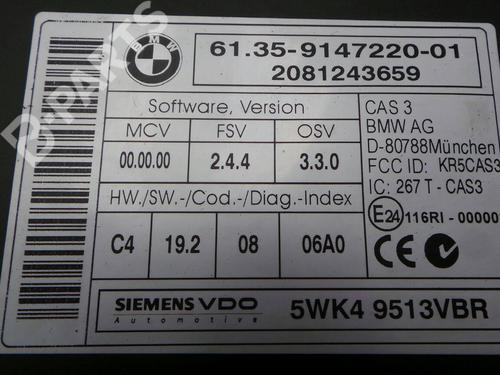 BMW
61.35-9147220-01
2081243659
Software, Version
MCV FSV OSV
00.00.00 2.4.4 3.3.0
HW./SW.-/Cod.-/Diag.-Index
C4 19.2 08 06A0
CAS 3
BMW AG
D-80788München
FCC ID: KR5CAS3
IC: 267 T - CAS3
E24 116RI - 00000
CE
SIEMENS VDO
Automotive
5WK4 9513VBR
D-PARTS